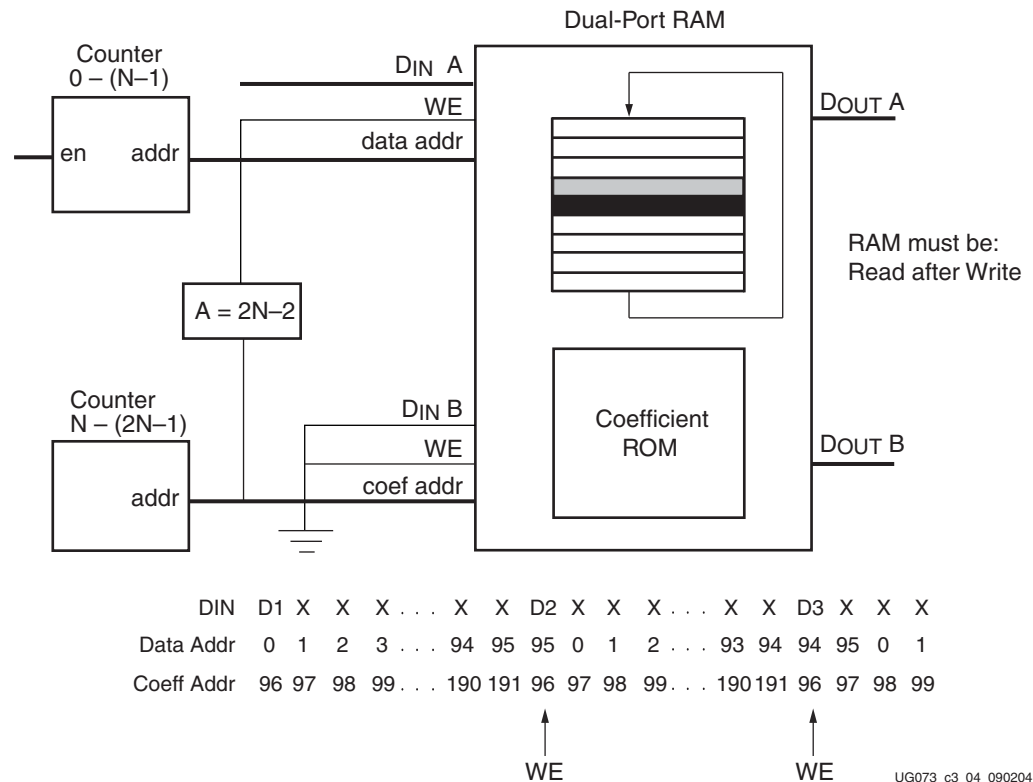 Dual-Port RAM
Counter
0 – (N–1)
DIN A
WE
data addr
en addr
DOUT A
RAM must be:
Read after Write
A = 2N–2
Counter
N – (2N–1)
DIN B
WE
coef addr
addr
Coefficient
ROM
DOUT B
DIN D1 X X X . . . X X D2 X X X . . . X X D3 X X X
Data Addr 0 1 2 3 . . . 94 95 95 0 1 2 . . . 93 94 94 95 0 1
Coeff Addr 96 97 98 99 . . . 190 191 96 97 98 99 . . . 190 191 96 97 98 99
WE WE
UG073_c3_04_090204